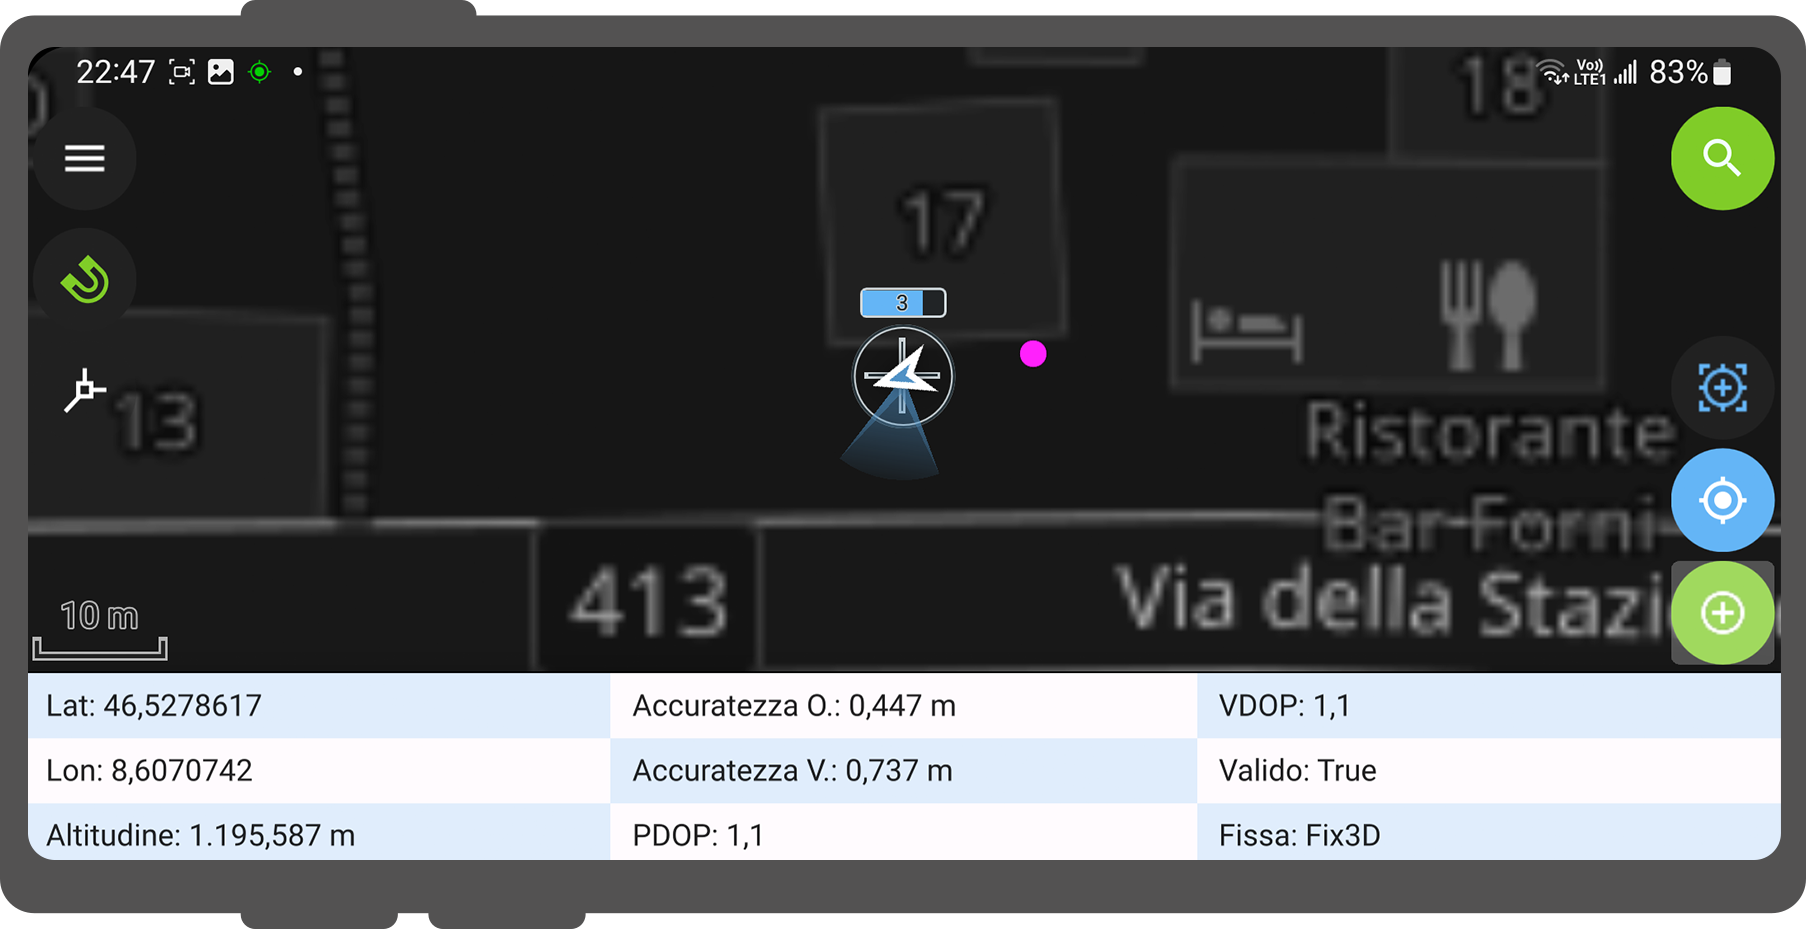 22:47
Vo))
LTE1
83%
18
17
3
13
Ristorante
Bar Forni
413
Via della Stazi
10 m
Lat: 46,5278617
Accuratezza O.: 0,447 m
VDOP: 1,1
Lon: 8,6070742
Accuratezza V.: 0,737 m
Valido: True
Altitudine: 1.195,587 m
PDOP: 1,1
Fissa: Fix3D